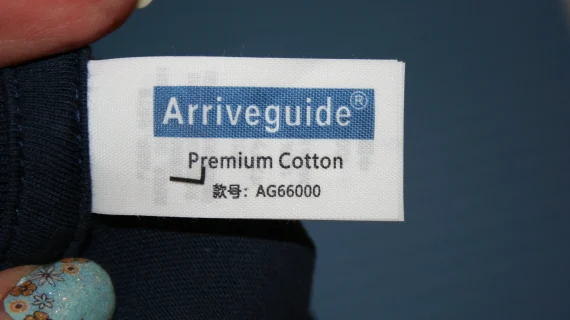 Arriveguide®
Premium Cotton
款号: AG66000